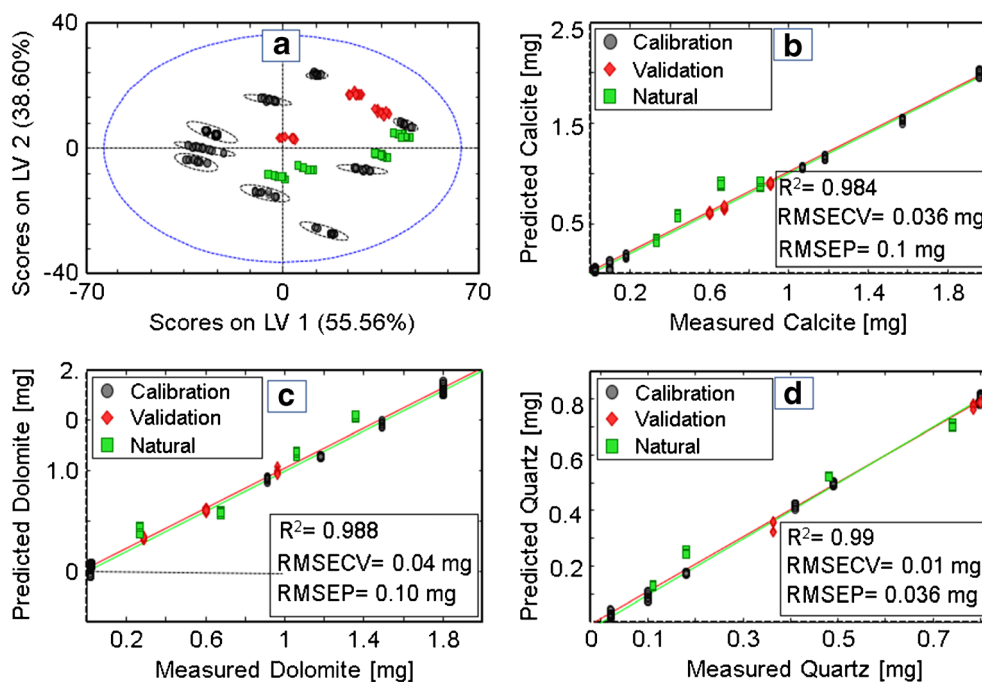 a
Scores on LV 2 (38.60%)
40
0
-40
-70
0
70
Scores on LV 1 (55.56%)
b
Predicted Calcite [mg]
2.5
1.5
0.5
Calibration
Validation
Natural
R²= 0.984
RMSECV= 0.036 mg
RMSEP= 0.1 mg
0.2
0.6
1
1.4
1.8
Measured Calcite [mg]
c
Predicted Dolomite [mg]
2.
0
1.0
0
Calibration
Validation
Natural
R²= 0.988
RMSECV= 0.04 mg
RMSEP= 0.10 mg
0.2
0.6
1
1.4
1.8
Measured Dolomite [mg]
d
Predicted Quartz [mg]
0.8
0.6
0.4
0.2
Calibration
Validation
Natural
R²= 0.99
RMSECV= 0.01 mg
RMSEP= 0.036 mg
0
0.1
0.3
0.5
0.7
Measured Quartz [mg]